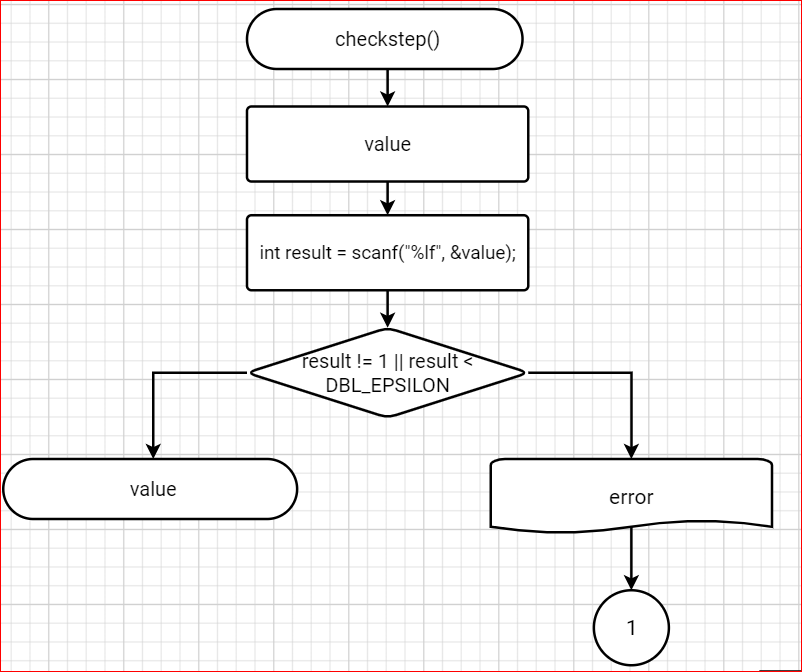 checkstep()
value
int result = scanf("%lf", &value);
result != 1 || result <
DBL_EPSILON
value
error
1